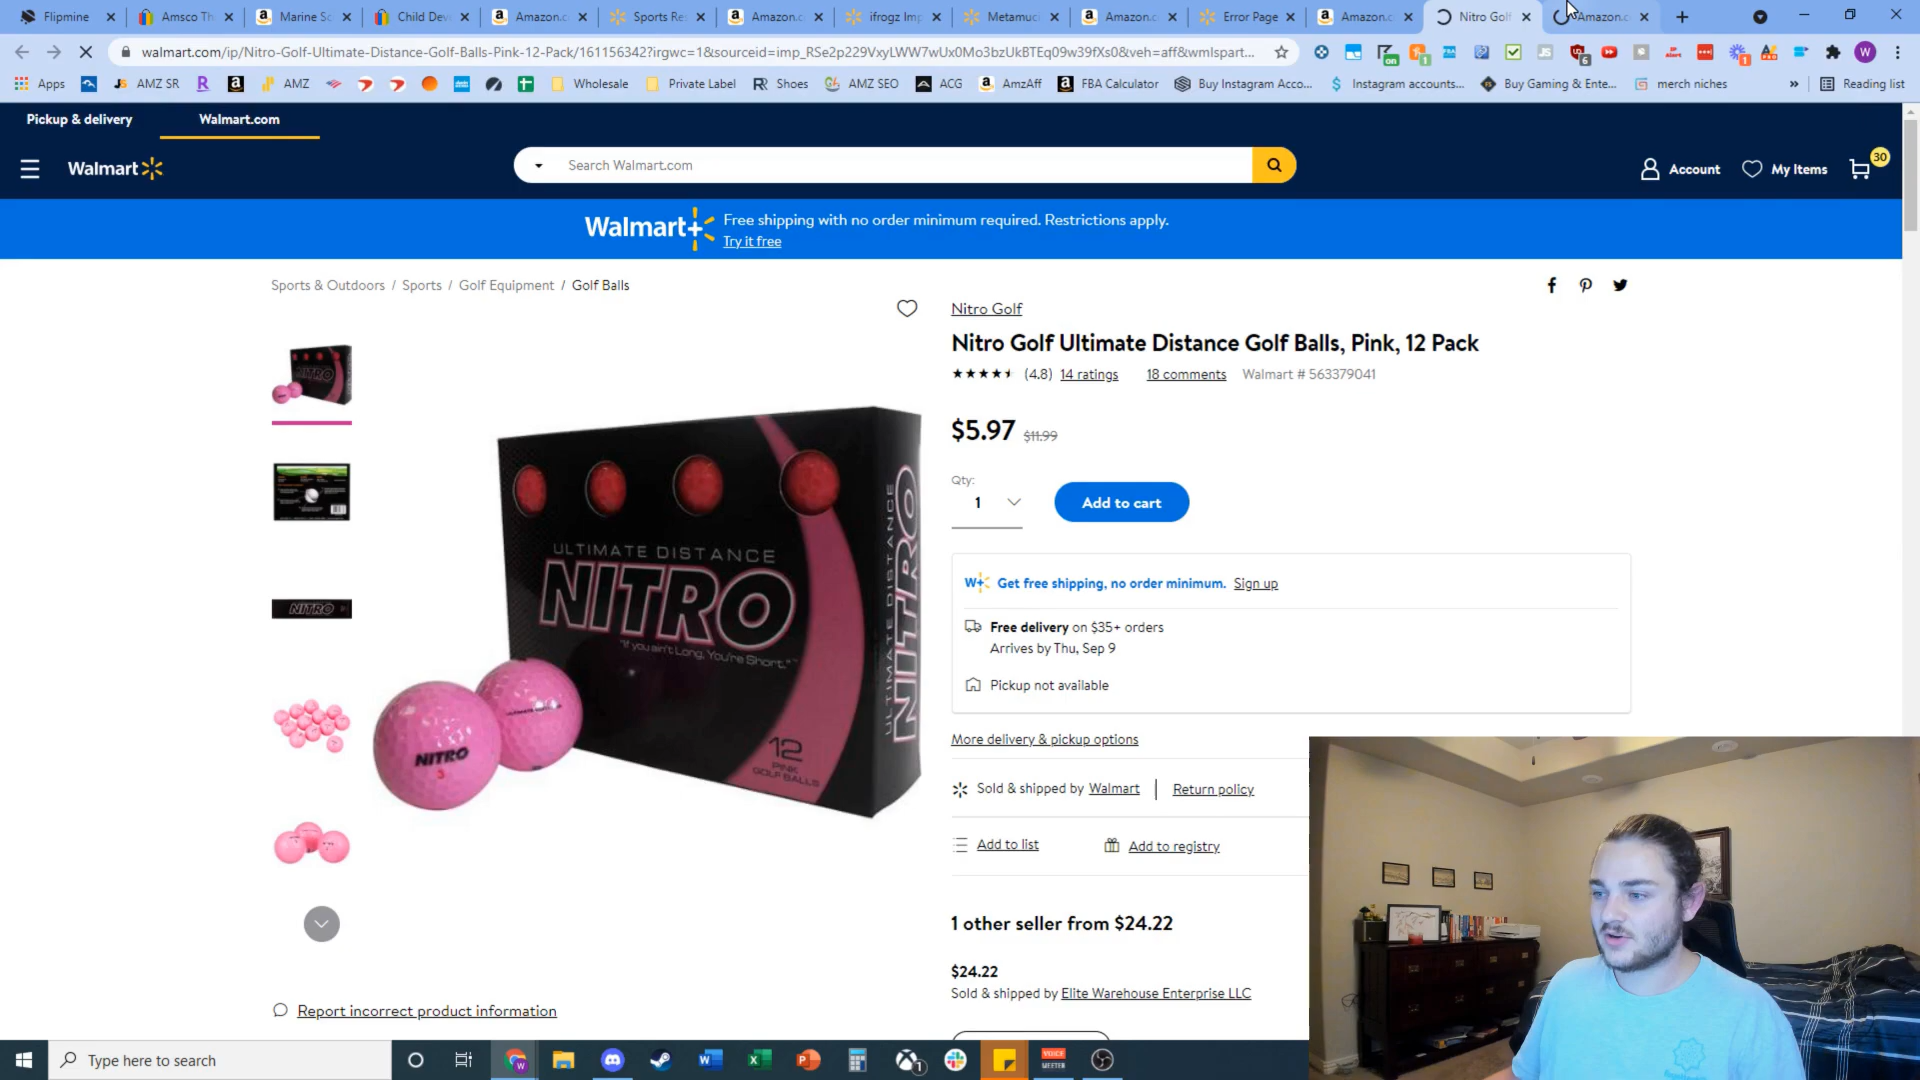 Flipmine
Amsco Th
Marine Sc
Child Dev
Amazon.c
Sports Re
Amazon.c
ifrogz Imp
Metamuc
Amazon.c
Error Page
Amazon.c
Nitro Golf
Amazon.c
walmart.com/ip/Nitro-Golf-Ultimate-Distance-Golf-Balls-Pink-12-Pack/161156342?irgwc=1&sourceid=imp_RSe2p229VxyLWW7wUx0Mo3bzUkBTEq09w39fXs0&veh=aff&wmlspart...
Apps
AMZ SR
AMZ
Wholesale
Private Label
Shoes
AMZ SEO
ACG
AmzAff
FBA Calculator
Buy Instagram Acco...
Instagram accounts...
Buy Gaming & Ente...
merch niches
»
Reading list
Pickup & delivery
Walmart.com
Walmart
Search Walmart.com
Account
My Items
30
Walmart+
Free shipping with no order minimum required. Restrictions apply.
Try it free
Sports & Outdoors / Sports / Golf Equipment / Golf Balls
Nitro Golf
Nitro Golf Ultimate Distance Golf Balls, Pink, 12 Pack
(4.8) 14 ratings 18 comments Walmart # 563379041
$5.97 $11.99
Qty:
1
Add to cart
W+ Get free shipping, no order minimum. Sign up
Free delivery on $35+ orders
Arrives by Thu, Sep 9
Pickup not available
More delivery & pickup options
Sold & shipped by Walmart | Return policy
Add to list
Add to registry
1 other seller from $24.22
$24.22
Sold & shipped by Elite Warehouse Enterprise LLC
ULTIMATE DISTANCE
NITRO
"If you ain't Long, You're Short."
12
PINK
GOLF BALLS
ULTIMATE DISTANCE
NITRO
NITRO
3
NITRO
Report incorrect product information
Type here to search